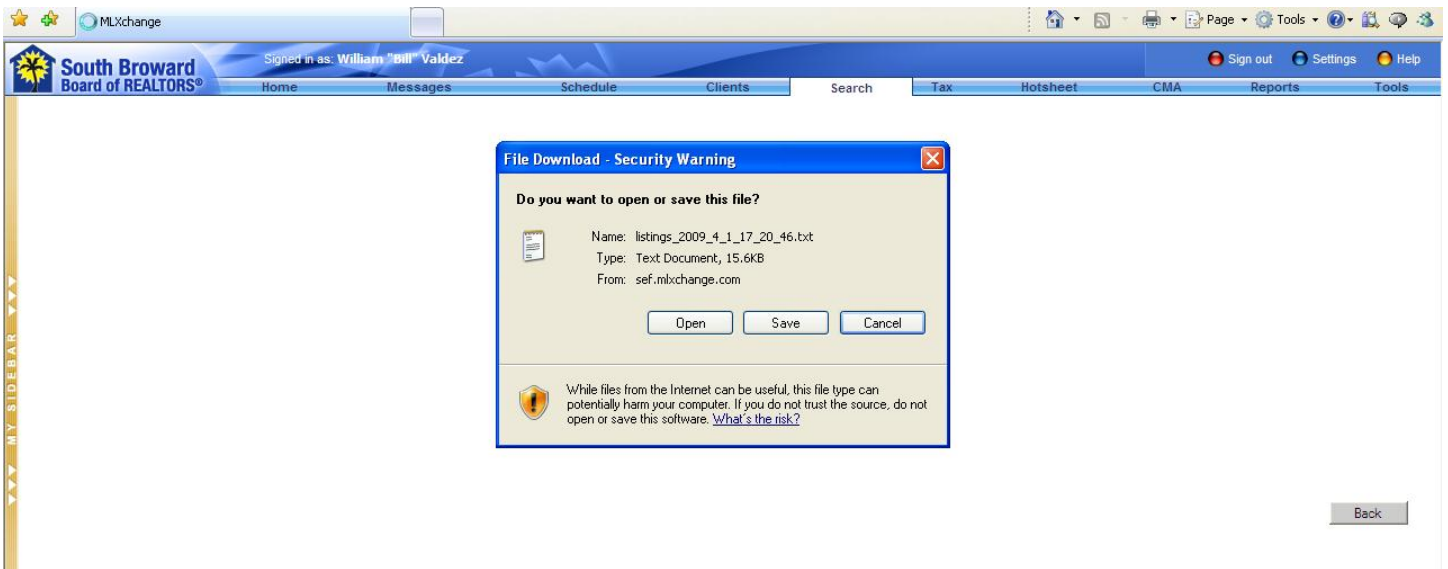 MLXchange
Page Tools
South Broward
Board of REALTORS®
Signed in as: William "Bill" Valdez
Sign out Settings Help
Home Messages Schedule Clients Search Tax Hotsheet CMA Reports Tools
File Download - Security Warning
Do you want to open or save this file?
Name: listings_2009_4_1_17_20_46.txt
Type: Text Document, 15.6KB
From: sef.mlxchange.com
Open Save Cancel
While files from the Internet can be useful, this file type can
potentially harm your computer. If you do not trust the source, do not
open or save this software. What's the risk?
MY SIDEBAR
Back